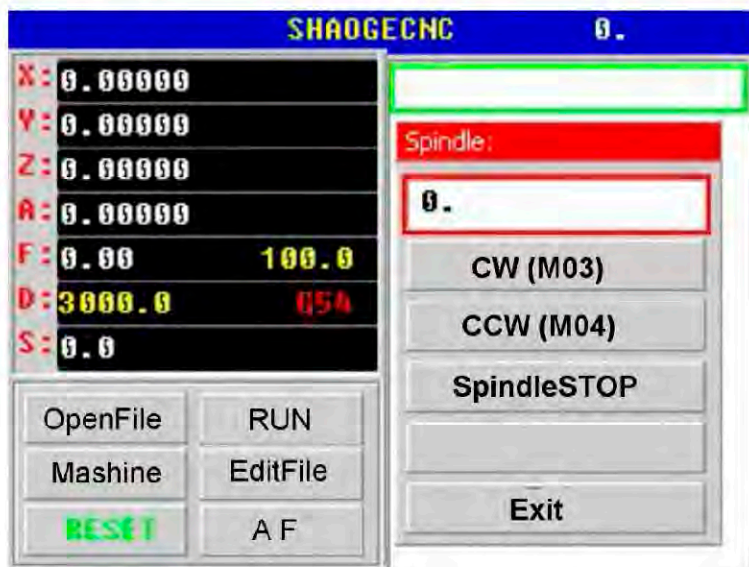 SHAOGECNC 0.
X: 0.00000
Y: 0.00000
Z: 0.00000
A: 0.00000
F: 0.00 100.0
D: 3000.0 G54
S: 0.0
OpenFile RUN
Mashine EditFile
RESET A F
Spindle:
0.
CW (M03)
CCW (M04)
SpindleSTOP
Exit